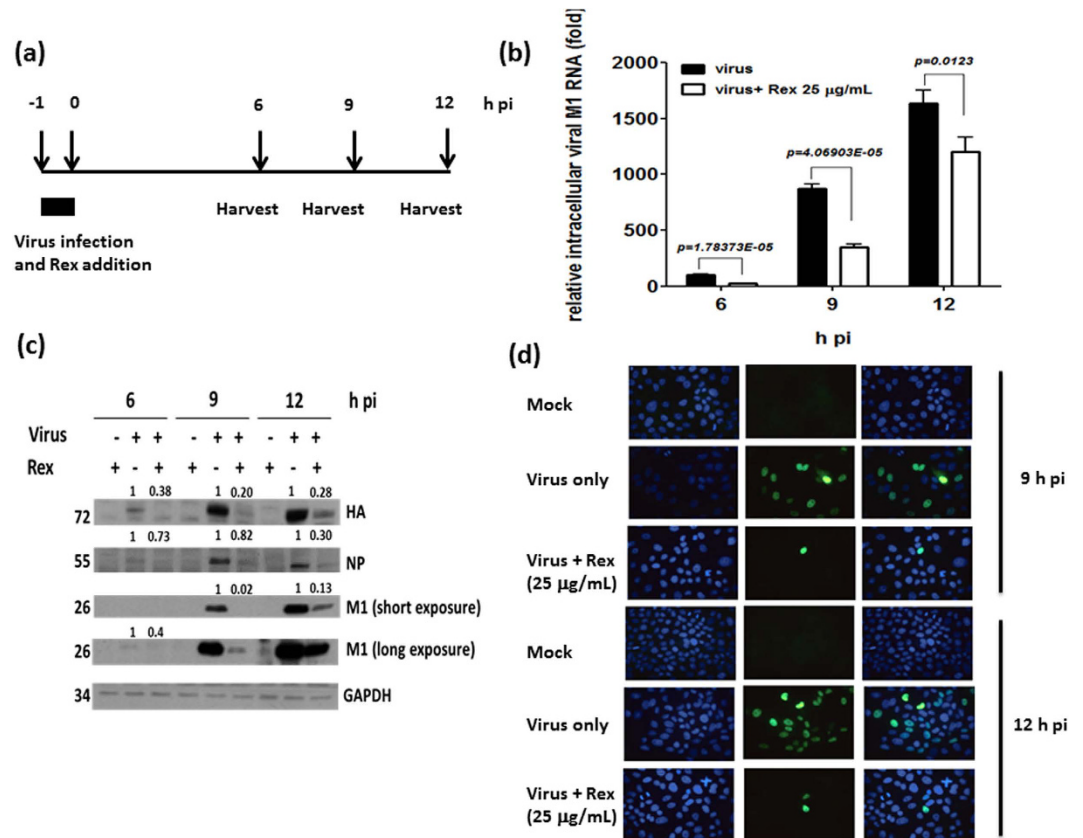 (a)
-1 0 6 9 12 h pi
Harvest Harvest Harvest
Virus infection
and Rex addition
(b)
relative intracellular viral M1 RNA (fold)
2000
1500
1000
500
0
virus
virus+ Rex 25 µg/mL
p=1.78373E-05
p=4.06903E-05
p=0.0123
6 9 12
h pi
(c)
6 9 12 h pi
Virus - + + - + + - + +
Rex + - + + - + + - +
1 0.38 1 0.20 1 0.28
72 HA
1 0.73 1 0.82 1 0.30
55 NP
1 0.02 1 0.13
26 M1 (short exposure)
1 0.4
26 M1 (long exposure)
34 GAPDH
(d)
Mock
Virus only
Virus + Rex
(25 µg/mL)
9 h pi
Mock
Virus only
Virus + Rex
(25 µg/mL)
12 h pi